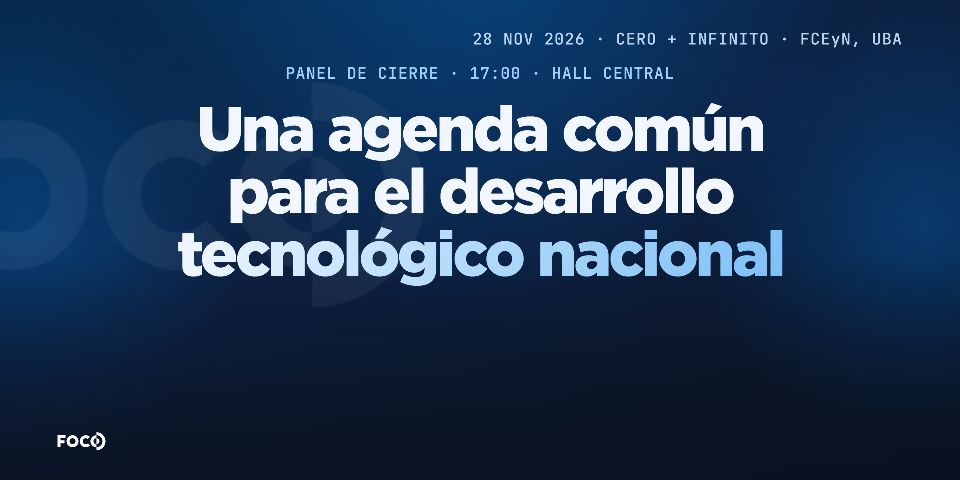 28 NOV 2026 · CERO + INFINITO · FCEyN, UBA
PANEL DE CIERRE · 17:00 · HALL CENTRAL
Una agenda común
para el desarrollo
tecnológico nacional
FOCO